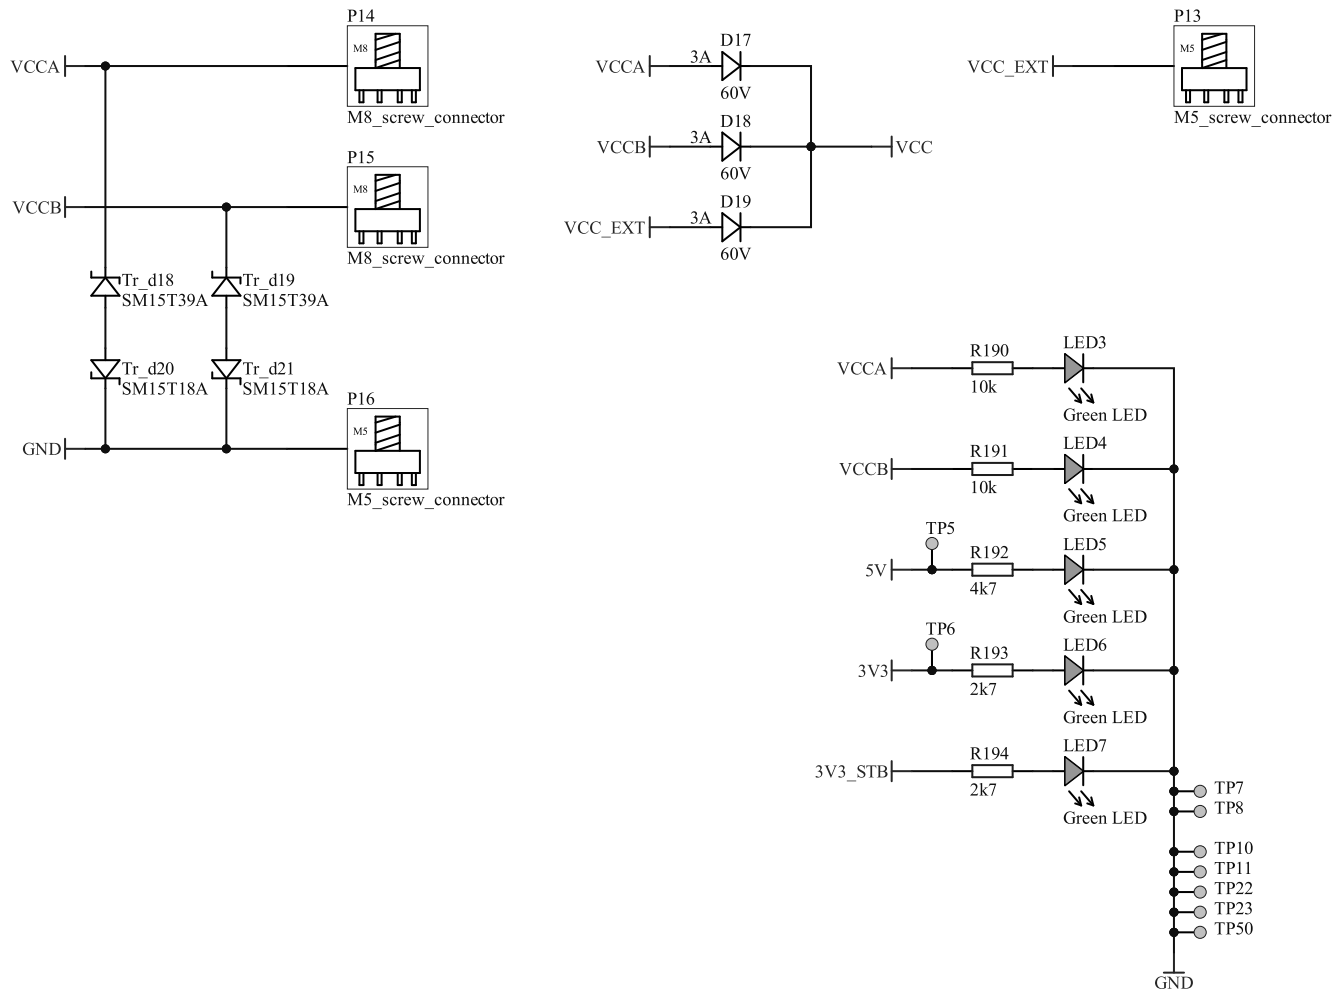 P14
VCCA
M8
M8_screw_connector
P15
VCCB
M8
M8_screw_connector
Tr_d18
SM15T39A
Tr_d19
SM15T39A
Tr_d20
SM15T18A
Tr_d21
SM15T18A
P16
GND
M5
M5_screw_connector
D17
VCCA
3A
60V
D18
VCCB
3A
VCC
60V
D19
VCC_EXT
3A
60V
P13
VCC_EXT
M5
M5_screw_connector
LED3
R190
VCCA
10k
Green LED
LED4
R191
VCCB
10k
Green LED
TP5
LED5
R192
5V
4k7
Green LED
TP6
LED6
R193
3V3
2k7
Green LED
LED7
R194
3V3_STB
2k7
Green LED
TP7
TP8
TP10
TP11
TP22
TP23
TP50
GND